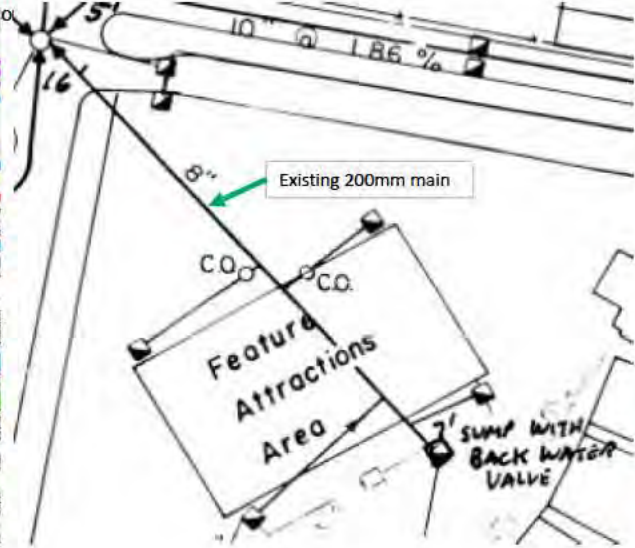 5'
10" @ 1.86 %
16'
8"
Existing 200mm main
C.O.
C.O.
Feature
Attractions
Area
7' SUMP WITH
BACK WATER
VALVE